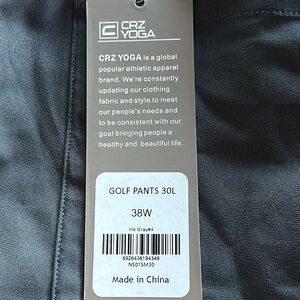 CRZ
YOGA
CRZ YOGA is a global
popular athletic apparel
brand. We're constantly
updating our clothing
fabric and style to meet
our people's needs and
to be consistent with our
goal bringing people a
healthy and beautiful life.
GOLF PANTS 30L
38W
Ink Gray#4
6926436194349
NS01SM30
Made in China